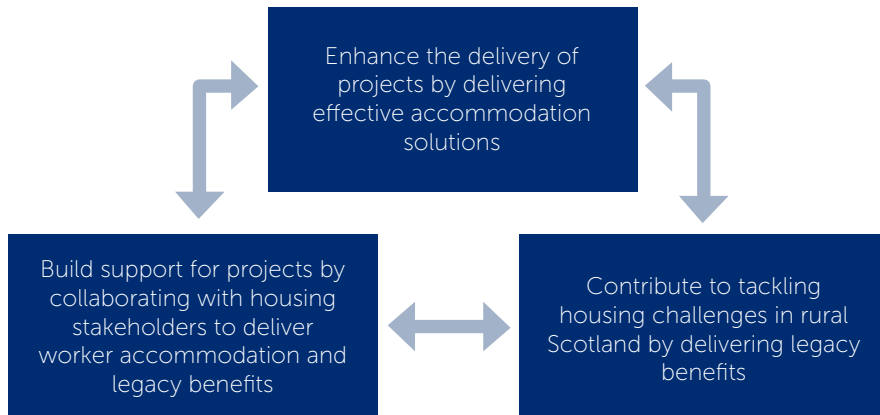 Enhance the delivery of
projects by delivering
effective accommodation
solutions
Build support for projects by
collaborating with housing
stakeholders to deliver
worker accommodation and
legacy benefits
Contribute to tackling
housing challenges in rural
Scotland by delivering legacy
benefits